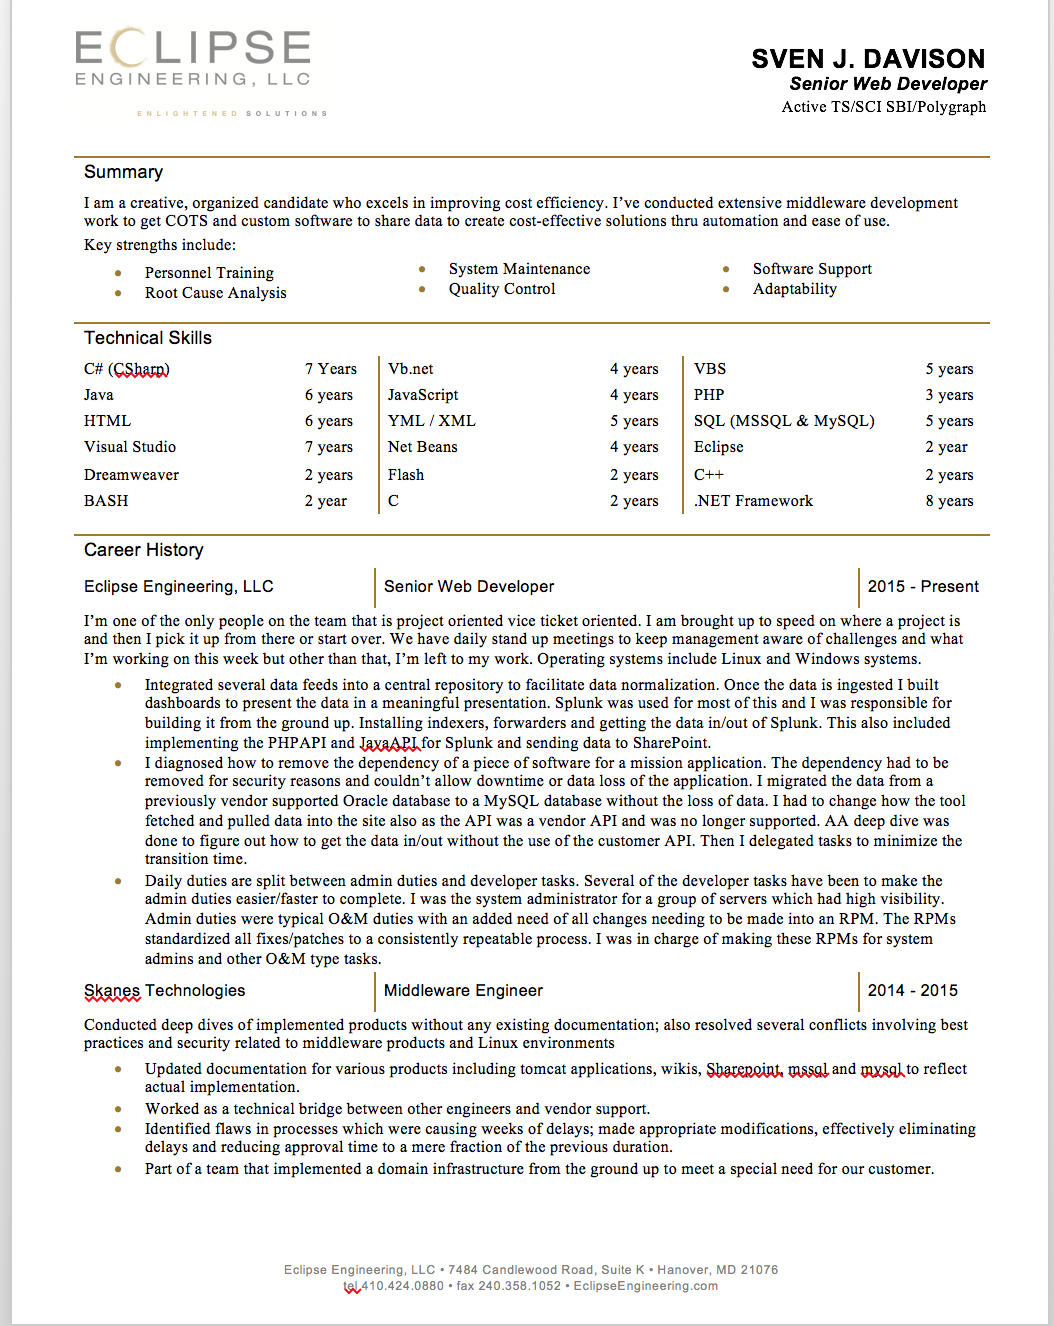 ECLIPSE
ENGINEERING, LLC
ENLIGHTENED SOLUTIONS
SVEN J. DAVISON
Senior Web Developer
Active TS/SCI SBI/Polygraph
Summary
I am a creative, organized candidate who excels in improving cost efficiency. I’ve conducted extensive middleware development
work to get COTS and custom software to share data to create cost-effective solutions thru automation and ease of use.
Key strengths include:
• Personnel Training • System Maintenance • Software Support
• Root Cause Analysis • Quality Control • Adaptability
Technical Skills
C# (CSharp) 7 Years Vb.net 4 years VBS 5 years
Java 6 years JavaScript 4 years PHP 3 years
HTML 6 years YML / XML 5 years SQL (MSSQL & MySQL) 5 years
Visual Studio 7 years Net Beans 4 years Eclipse 2 year
Dreamweaver 2 years Flash 2 years C++ 2 years
BASH 2 year C 2 years .NET Framework 8 years
Career History
Eclipse Engineering, LLC Senior Web Developer 2015 - Present
I’m one of the only people on the team that is project oriented vice ticket oriented. I am brought up to speed on where a project is
and then I pick it up from there or start over. We have daily stand up meetings to keep management aware of challenges and what
I’m working on this week but other than that, I’m left to my work. Operating systems include Linux and Windows systems.
• Integrated several data feeds into a central repository to facilitate data normalization. Once the data is ingested I built
dashboards to present the data in a meaningful presentation. Splunk was used for most of this and I was responsible for
building it from the ground up. Installing indexers, forwarders and getting the data in/out of Splunk. This also included
implementing the PHPAPI and JavaAPI for Splunk and sending data to SharePoint.
• I diagnosed how to remove the dependency of a piece of software for a mission application. The dependency had to be
removed for security reasons and couldn’t allow downtime or data loss of the application. I migrated the data from a
previously vendor supported Oracle database to a MySQL database without the loss of data. I had to change how the tool
fetched and pulled data into the site also as the API was a vendor API and was no longer supported. AA deep dive was
done to figure out how to get the data in/out without the use of the customer API. Then I delegated tasks to minimize the
transition time.
• Daily duties are split between admin duties and developer tasks. Several of the developer tasks have been to make the
admin duties easier/faster to complete. I was the system administrator for a group of servers which had high visibility.
Admin duties were typical O&M duties with an added need of all changes needing to be made into an RPM. The RPMs
standardized all fixes/patches to a consistently repeatable process. I was in charge of making these RPMs for system
admins and other O&M type tasks.
Skanes Technologies Middleware Engineer 2014 - 2015
Conducted deep dives of implemented products without any existing documentation; also resolved several conflicts involving best
practices and security related to middleware products and Linux environments
• Updated documentation for various products including tomcat applications, wikis, Sharepoint, mssql and mysql to reflect
actual implementation.
• Worked as a technical bridge between other engineers and vendor support.
• Identified flaws in processes which were causing weeks of delays; made appropriate modifications, effectively eliminating
delays and reducing approval time to a mere fraction of the previous duration.
• Part of a team that implemented a domain infrastructure from the ground up to meet a special need for our customer.
Eclipse Engineering, LLC • 7484 Candlewood Road, Suite K • Hanover, MD 21076
tel.410.424.0880 • fax 240.358.1052 • EclipseEngineering.com